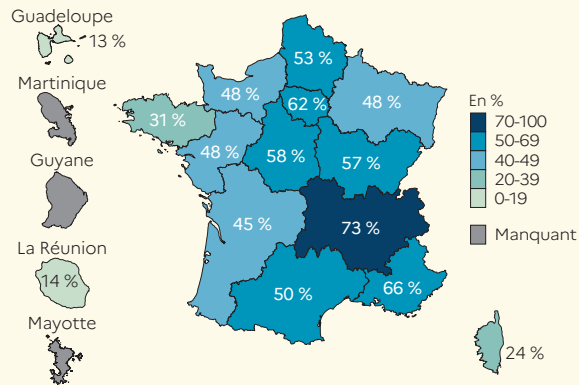 Guadeloupe
13 %
Martinique
Guyane
La Réunion
14 %
Mayotte
53 %
48 %
62 %
48 %
31 %
48 %
58 %
57 %
45 %
73 %
50 %
66 %
24 %
En %
70-100
50-69
40-49
20-39
0-19
Manquant